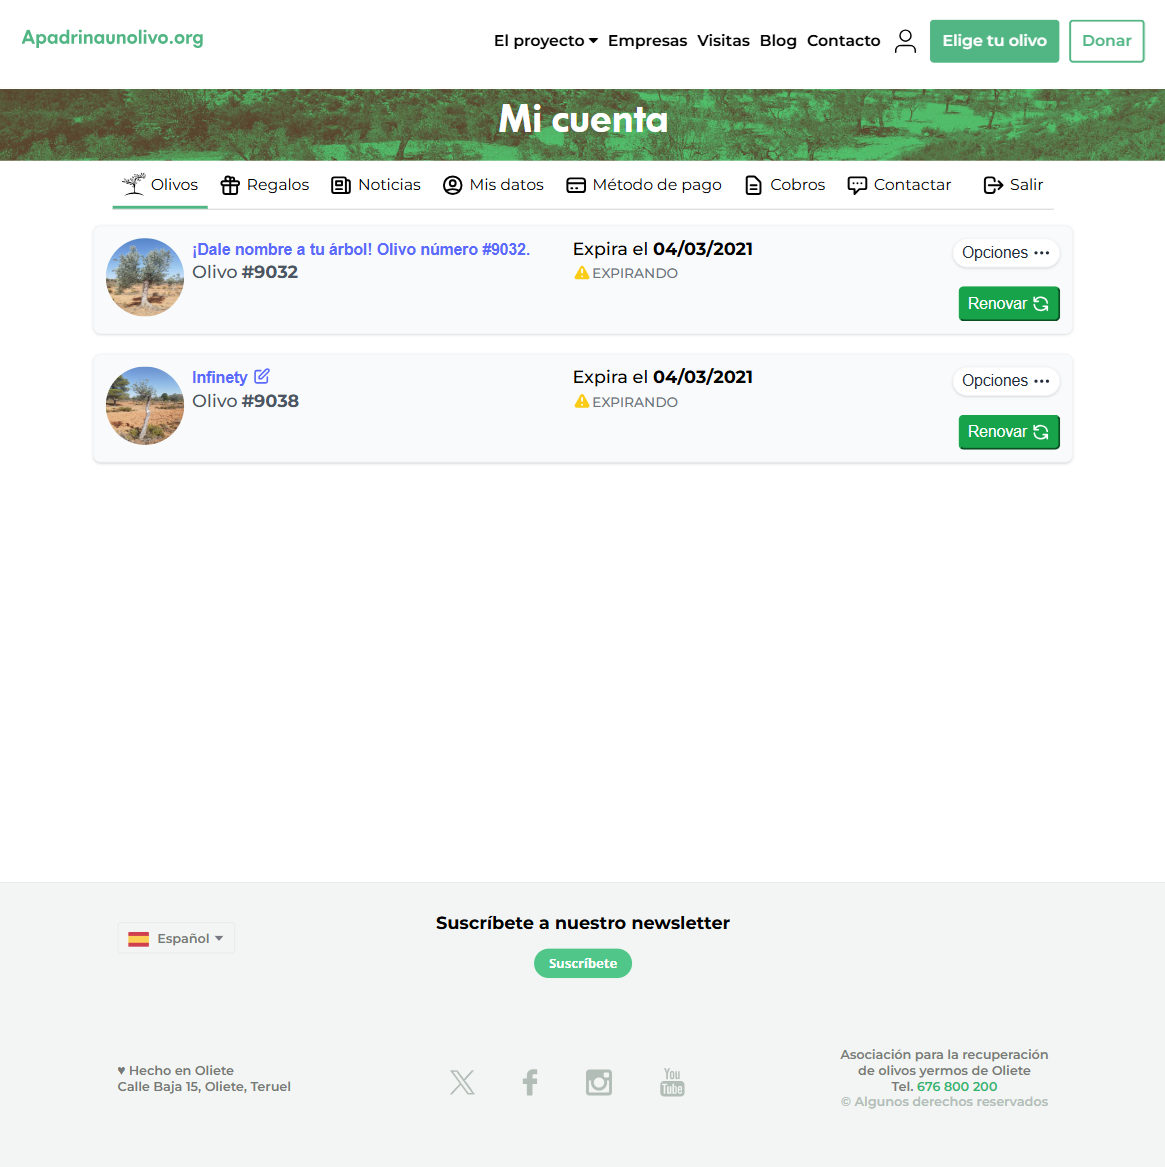 Apadrinaunolivo.org
El proyecto Empresas Visitas Blog Contacto Elige tu olivo Donar
Mi cuenta
Olivos Regalos Noticias Mis datos Método de pago Cobros Contactar Salir
¡Dale nombre a tu árbol! Olivo número #9032.
Olivo #9032
Expira el 04/03/2021
EXPIRANDO
Opciones ···
Renovar
Infinety
Olivo #9038
Expira el 04/03/2021
EXPIRANDO
Opciones ···
Renovar
Español
Suscríbete a nuestro newsletter
Suscríbete
♥ Hecho en Oliete
Calle Baja 15, Oliete, Teruel
You
Tube
Asociación para la recuperación
de olivos yermos de Oliete
Tel. 676 800 200
© Algunos derechos reservados